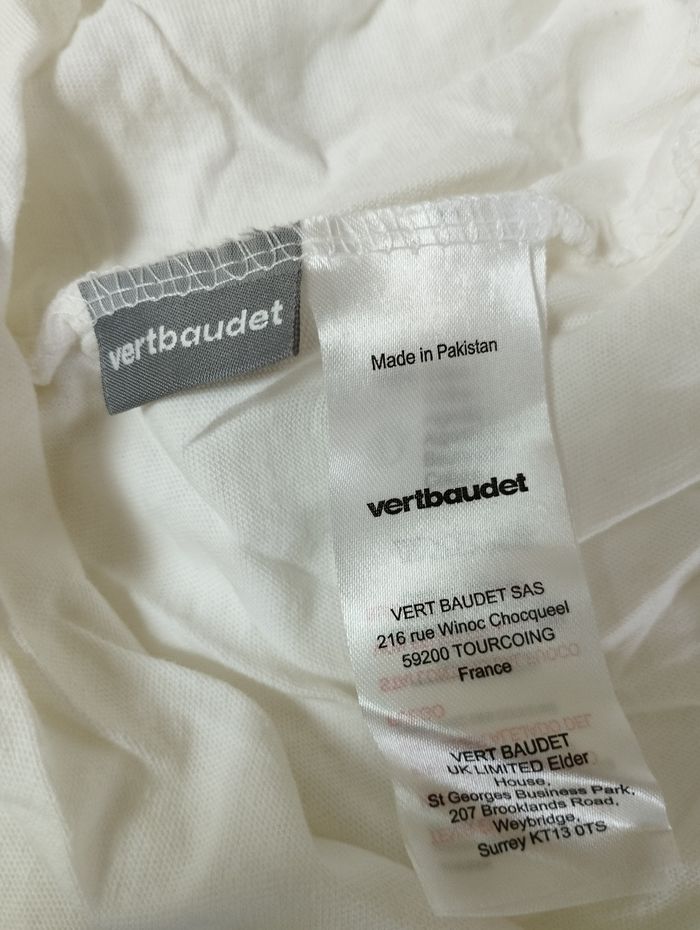 vertbaudet
Made in Pakistan
vertbaudet
VERT BAUDET SAS
216 rue Winoc Chocqueel
59200 TOURCOING
France
VERT BAUDET
UK LIMITED Elder
House,
St Georges Business Park,
207 Brooklands Road,
Weybridge,
Surrey KT13 0TS